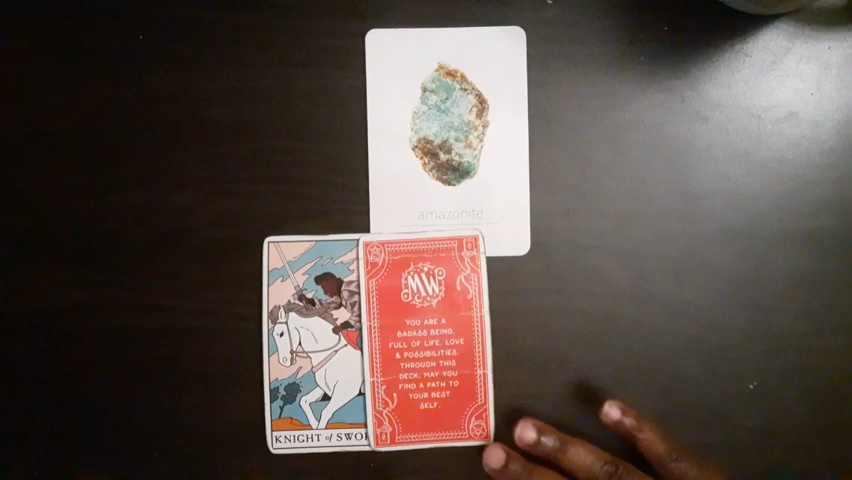 amazonite
KNIGHT of SWO
MW
YOU ARE A
BADASS BEING,
FULL OF LIFE, LOVE
& POSSIBILITIES.
THROUGH THIS
DECK, MAY YOU
FIND A PATH TO
YOUR BEST
SELF.